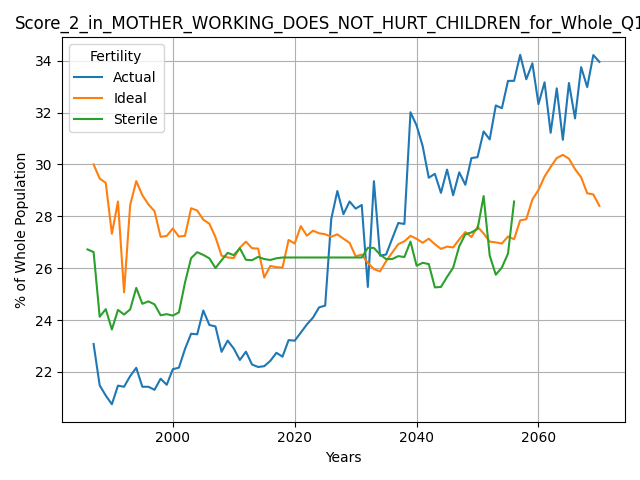 Score_2_in_MOTHER_WORKING_DOES_NOT_HURT_CHILDREN_for_Whole_Q1
Fertility
Actual
Ideal
Sterile
% of Whole Population
34
32
30
28
26
24
22
2000 2020 2040 2060
Years